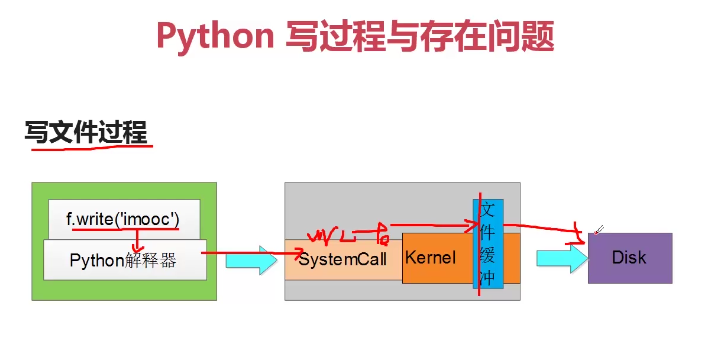 Python 写过程与存在问题
写文件过程
f.write('imooc')
Python解释器
SystemCall
Kernel
文件缓冲
Disk